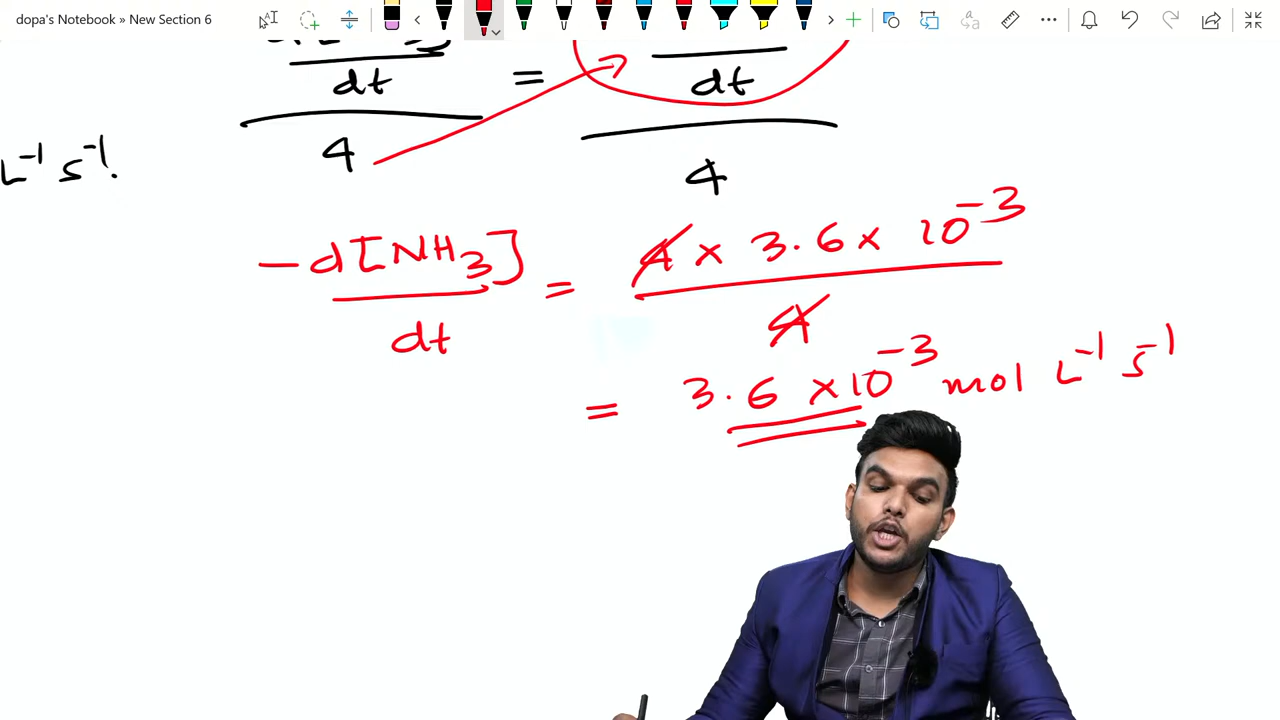 dopa's Notebook » New Section 6
dt = dt
4 4
L⁻¹ s⁻¹.
-d[NH₃] = 4 × 3.6 × 10⁻³
dt 4
= 3.6 × 10⁻³ mol L⁻¹ s⁻¹